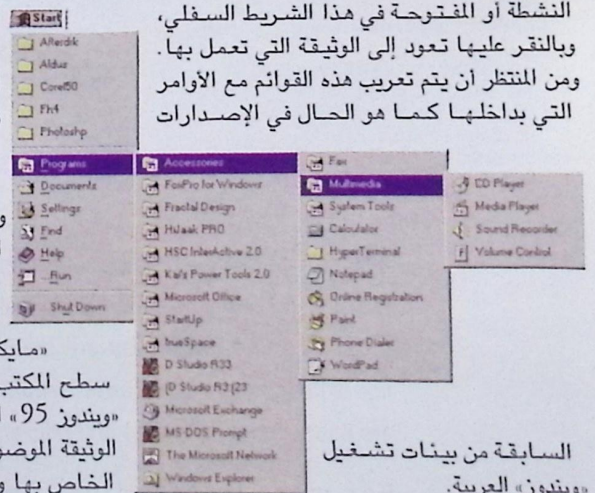 النشطة أو المفتوحة في هذا الشريط السفلي،
وبالنقر عليها تعود إلى الوثيقة التي تعمل بها.
ومن المنتظر أن يتم تعريب هذه القوائم مع الأوامر
التي بداخلها كما هو الحال في الإصدارات
Start
Afterdik
Aldus
Corel50
Fh4
Photoshp
Programs
Documents
Settings
Find
Help
Run...
Shut Down
Accessories
FoxPro for Windows
Fractal Design
HiJaak PRO
HSC InterActive 2.0
Kai's Power Tools 2.0
Microsoft Office
StartUp
trueSpace
D Studio R33
(D Studio R3 (23
Microsoft Exchange
MS-DOS Prompt
The Microsoft Network
Windows Explorer
Fax
Multimedia
System Tools
Calculator
HyperTerminal
Notepad
Online Registration
Paint
Phone Dialer
WordPad
CD Player
Media Player
Sound Recorder
Volume Control
السابقة من بيئات تشغيل
«ويندوز» العربية.
سطح المكتب
«ويندوز 95»
الوثيقة
الخاص بها